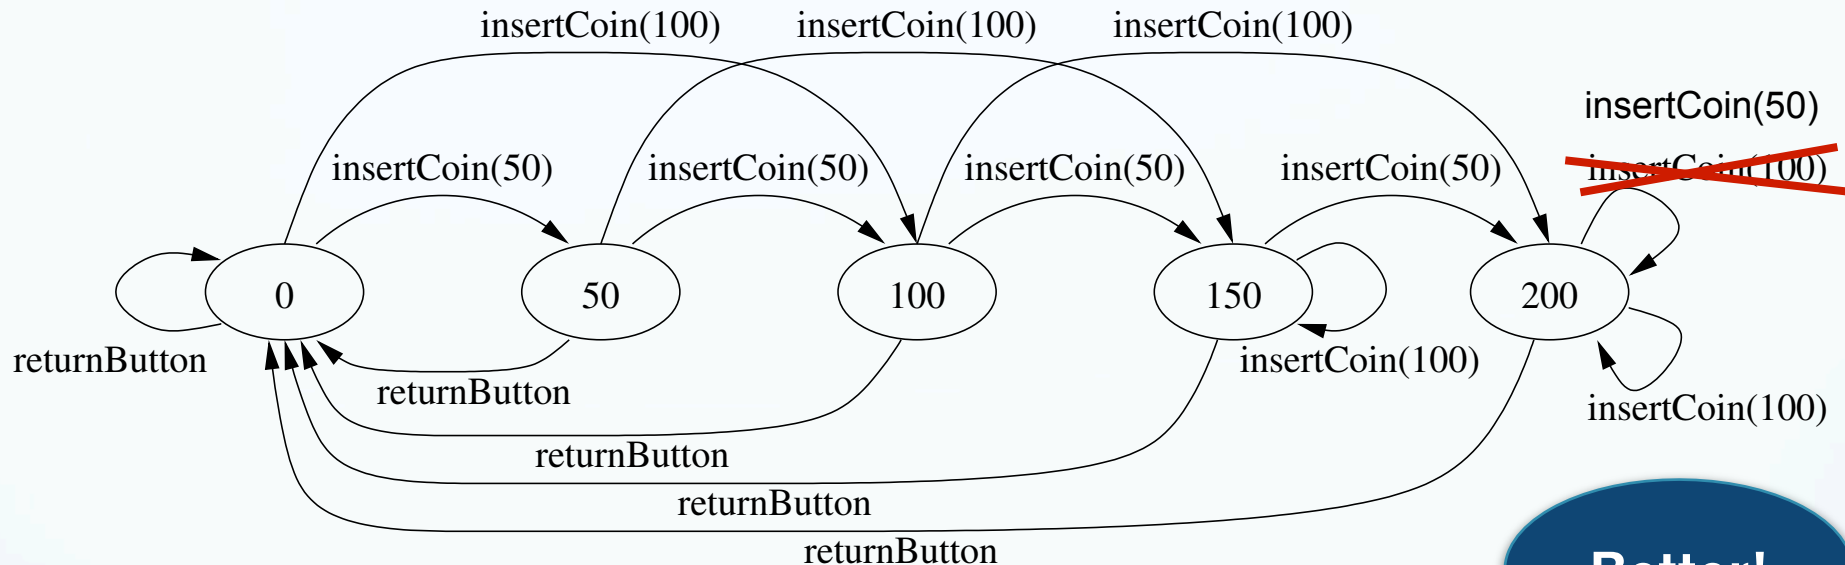 insertCoin(100) insertCoin(100) insertCoin(100)
insertCoin(50)
insertCoin(50) insertCoin(50) insertCoin(50) insertCoin(50) insertCoin(100)
0 50 100 150 200
returnButton insertCoin(100)
returnButton insertCoin(100)
returnButton
returnButton
returnButton
Better!